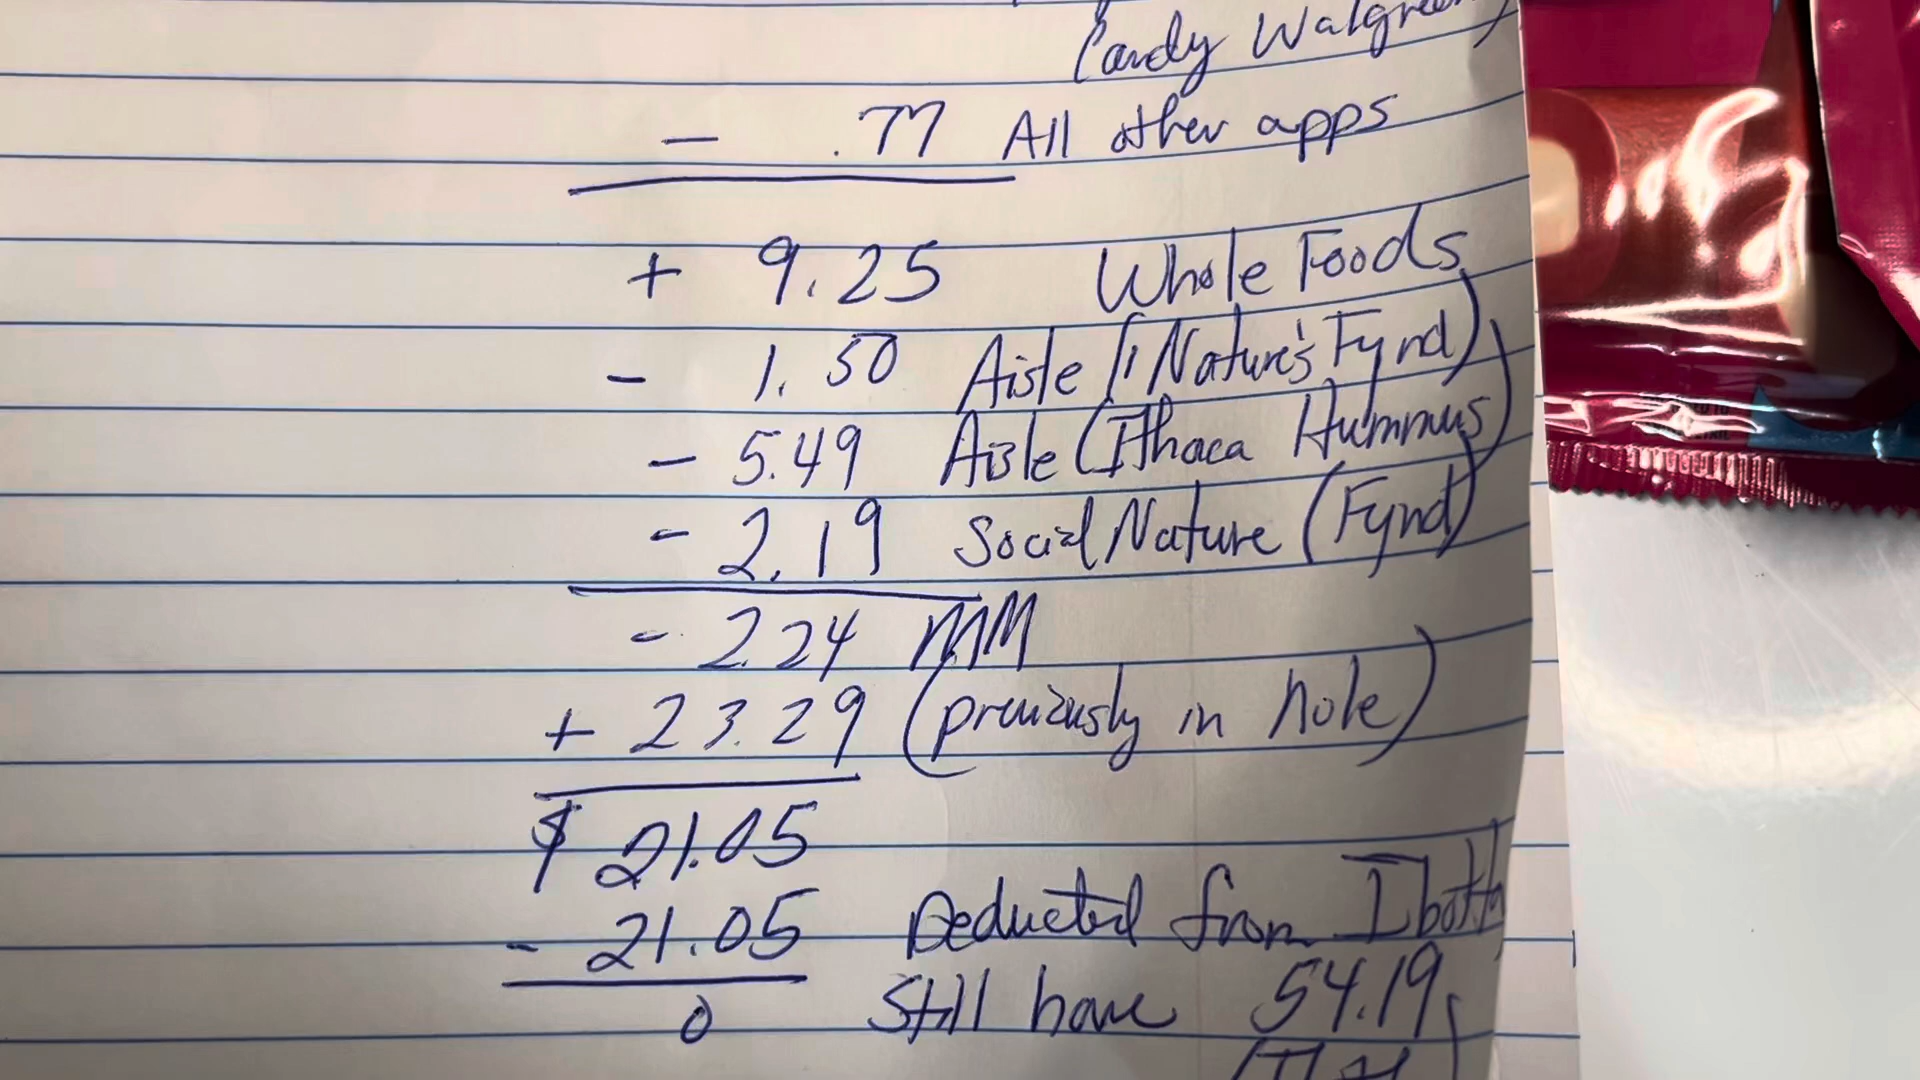 (Candy Walgreens)
- .77 All other apps
+ 9.25 Whole Foods
- 1.50 Aisle (1 Nature's Fynd)
- 5.49 Aisle (Ithaca Hummus)
- 2.19 Social Nature (Fynd)
- 2.24 MM
+ 23.29 (previously in hole)
$ 21.05
- 21.05 Deducted from Ibotta
0 Still have 54.19